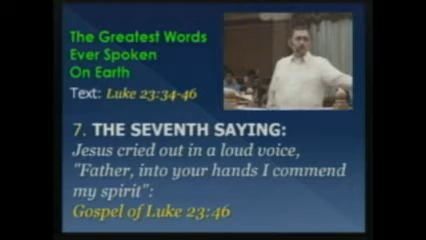 The Greatest Words
Ever Spoken
On Earth
Text: Luke 23:34-46
7. THE SEVENTH SAYING:
Jesus cried out in a loud voice,
"Father, into your hands I commend
my spirit":
Gospel of Luke 23:46